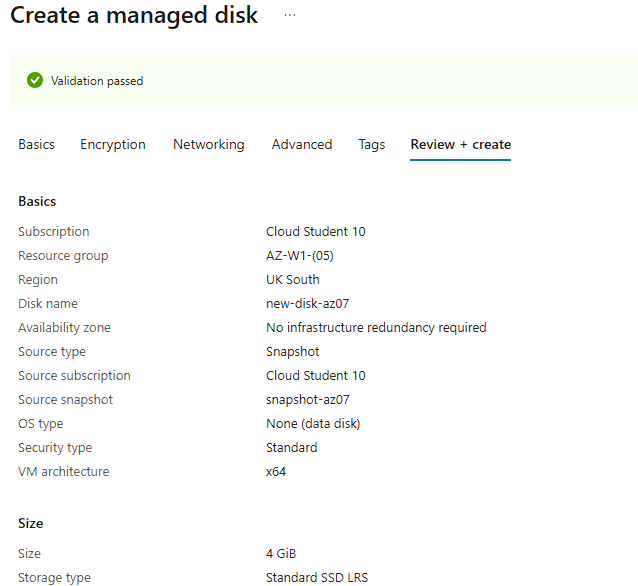 Create a managed disk ...
Validation passed
Basics Encryption Networking Advanced Tags Review + create
Basics
Subscription Cloud Student 10
Resource group AZ-W1-(05)
Region UK South
Disk name new-disk-az07
Availability zone No infrastructure redundancy required
Source type Snapshot
Source subscription Cloud Student 10
Source snapshot snapshot-az07
OS type None (data disk)
Security type Standard
VM architecture x64
Size
Size 4 GiB
Storage type Standard SSD LRS